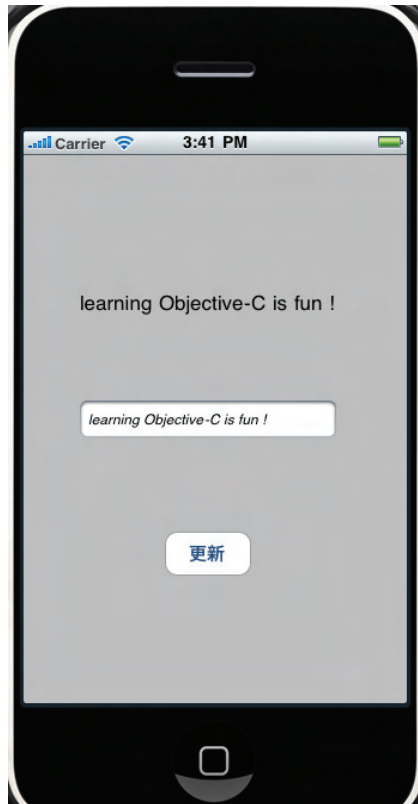 Carrier 3:41 PM
learning Objective-C is fun !
learning Objective-C is fun !
更新